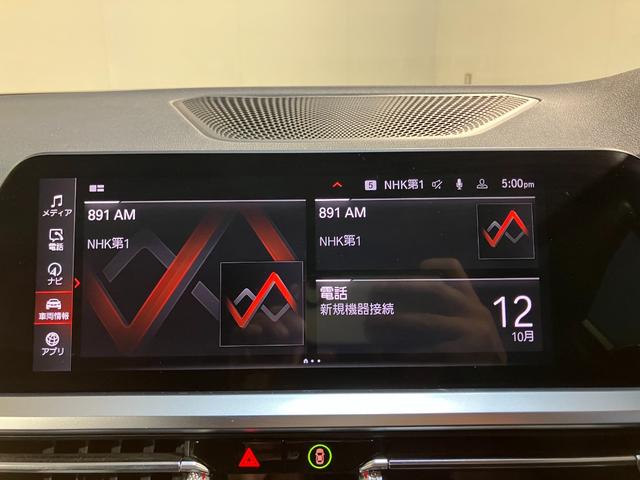 5 NHK第1 5:00pm
メディア
電話
ナビ
車両情報
アプリ
891 AM
NHK第1
891 AM
NHK第1
電話
新規機器接続
12
10月